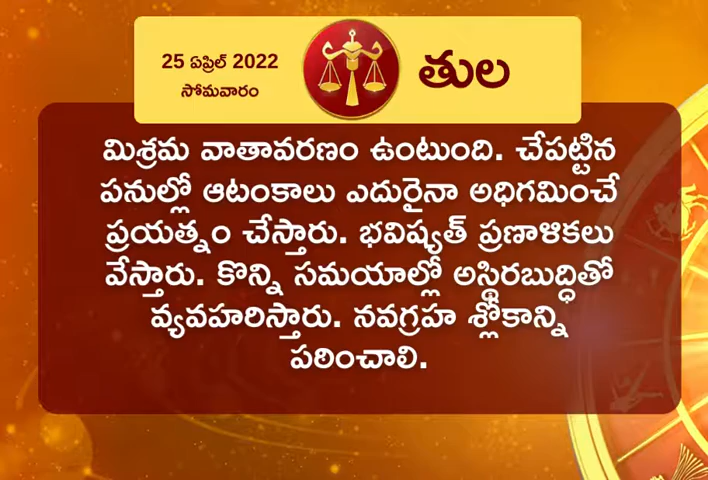 25 ఏప్రిల్ 2022
సోమవారం
తుల
మిశ్రమ వాతావరణం ఉంటుంది. చేపట్టిన
పనుల్లో ఆటంకాలు ఎదురైనా అధిగమించే
ప్రయత్నం చేస్తారు. భవిష్యత్ ప్రణాళికలు
వేస్తారు. కొన్ని సమయాల్లో అస్థిరబుద్ధితో
వ్యవహరిస్తారు. నవగ్రహ శ్లోకాన్ని
పఠించాలి.